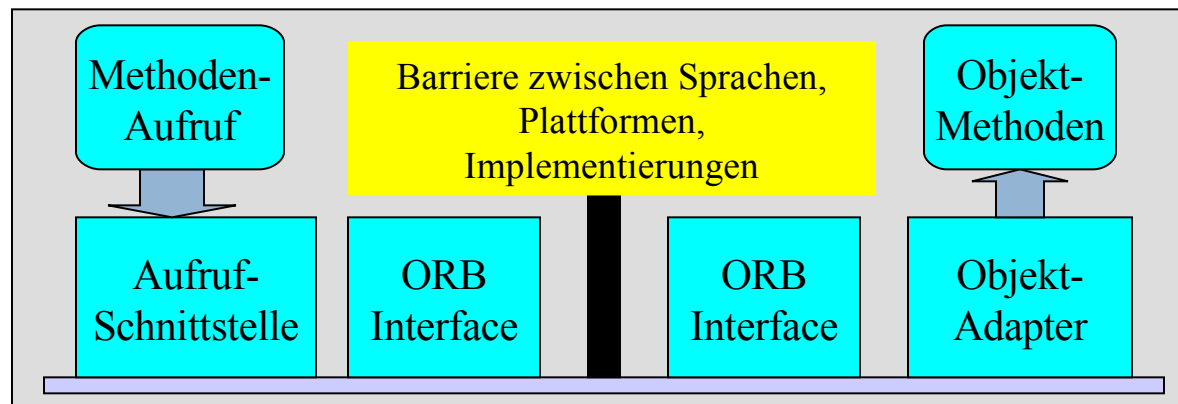 Methoden-
Aufruf
Barriere zwischen Sprachen,
Plattformen,
Implementierungen
Objekt-
Methoden
Aufruf-
Schnittstelle
ORB
Interface
ORB
Interface
Objekt-
Adapter